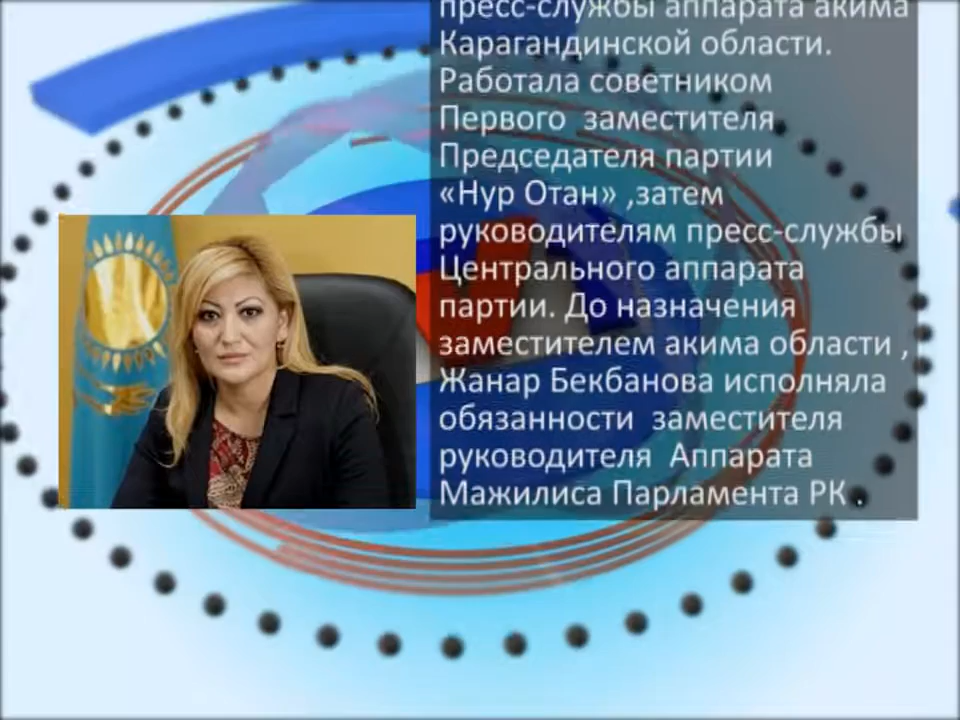 пресс-службы аппарата акима
Карагандинской области.
Работала советником
Первого заместителя
Председателя партии
«Нур Отан» ,затем
руководителям пресс-службы
Центрального аппарата
партии. До назначения
заместителем акима области ,
Жанар Бекбанова исполняла
обязанности заместителя
руководителя Аппарата
Мажилиса Парламента РК .